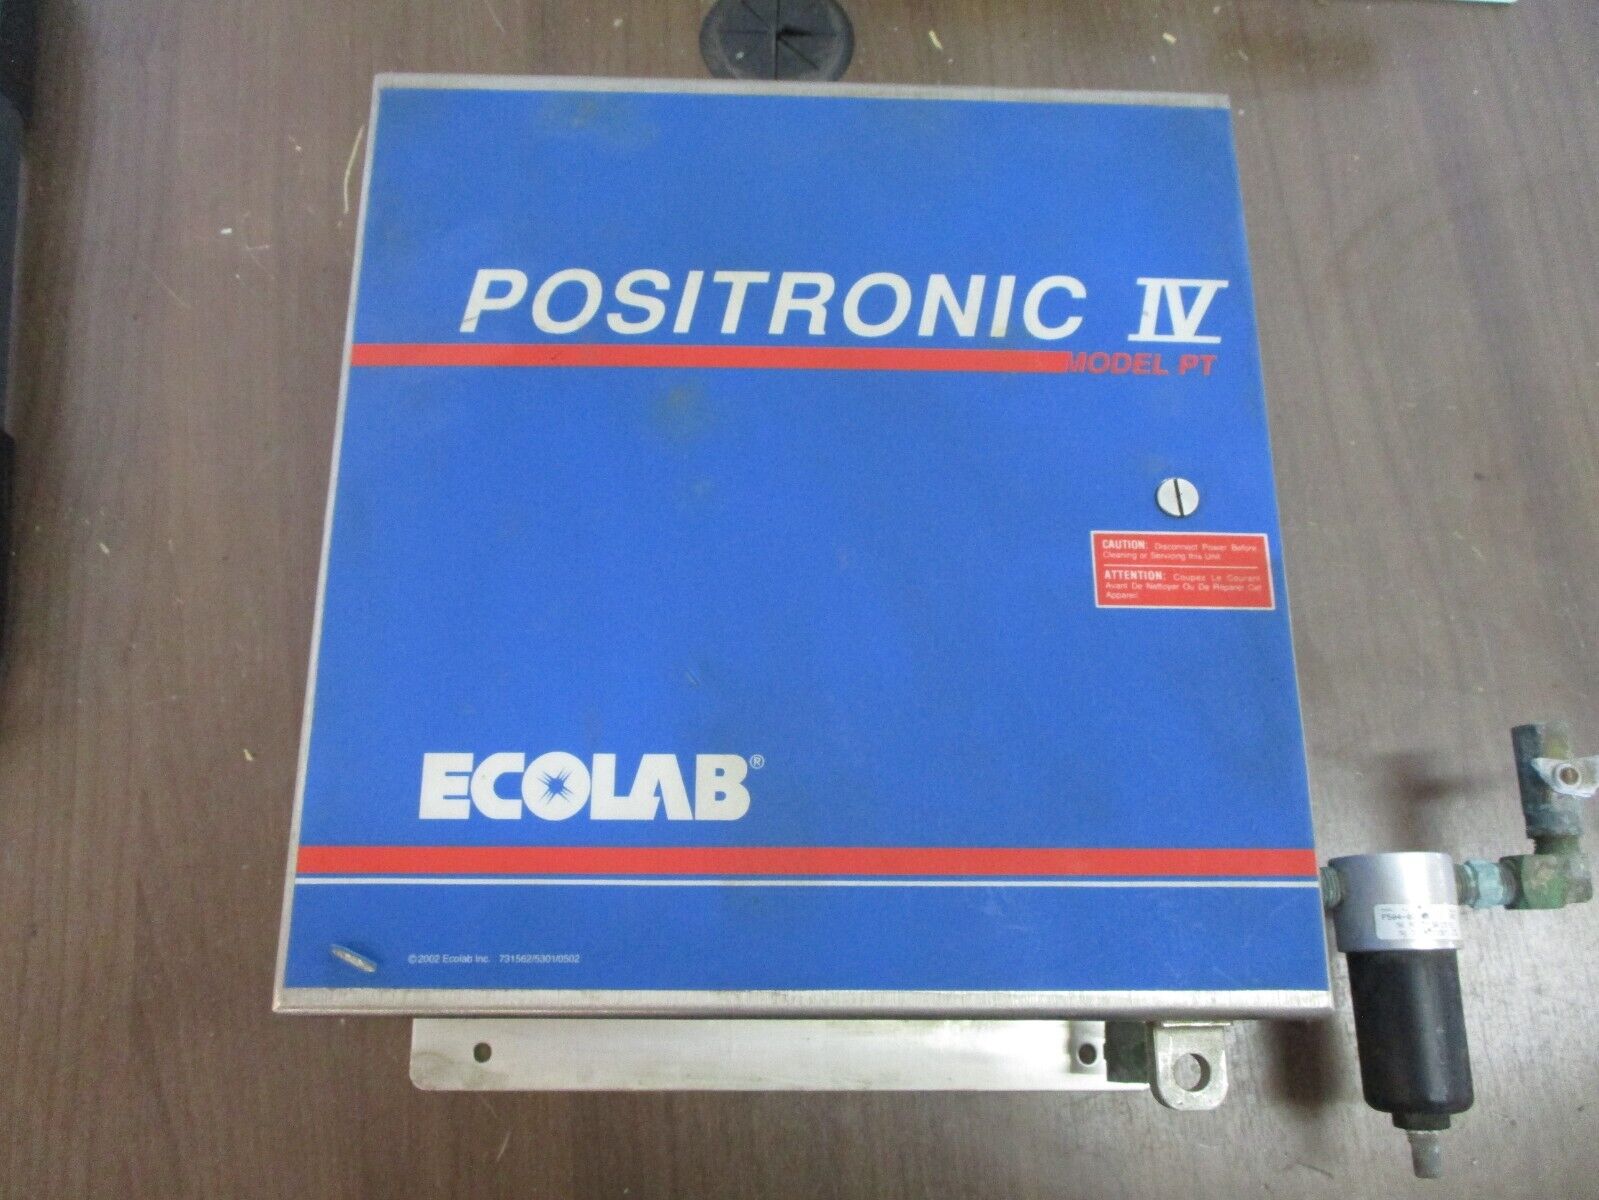 POSITRONIC IV
MODEL PT
CAUTION: Disconnect Power Before
Cleaning or Servicing this Unit
ATTENTION: Coupez Le Courant
Avant De Nettoyer Ou De Reparer Cet
Appareil
ECOLAB®
©2002 Ecolab Inc. 731562/5301/0502